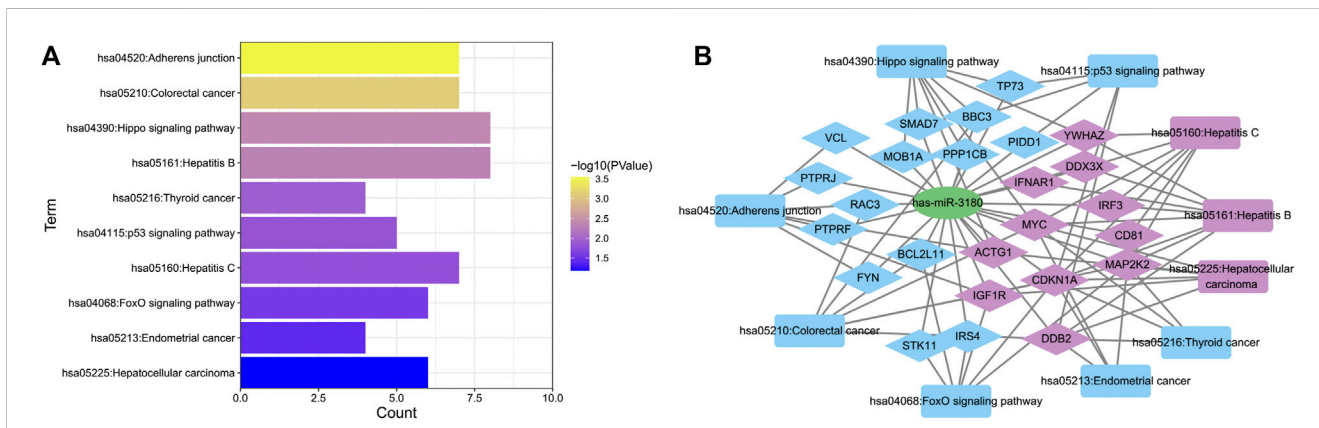 A
hsa04520:Adherens junction
hsa05210:Colorectal cancer
hsa04390:Hippo signaling pathway
hsa05161:Hepatitis B
hsa05216:Thyroid cancer
hsa04115:p53 signaling pathway
hsa05160:Hepatitis C
hsa04068:FoxO signaling pathway
hsa05213:Endometrial cancer
hsa05225:Hepatocellular carcinoma
Term
0.0 2.5 5.0 7.5 10.0
Count
−log10(PValue)
3.5
3.0
2.5
2.0
1.5
B
hsa04390:Hippo signaling pathway
hsa04115:p53 signaling pathway
TP73
SMAD7
BBC3
VCL
PIDD1
YWHAZ
hsa05160:Hepatitis C
MOB1A
PPP1CB
DDX3X
PTPRJ
IFNAR1
has-miR-3180
RAC3
IRF3
hsa04520:Adherens junction
hsa05161:Hepatitis B
PTPRF
MYC
CD81
BCL2L11
ACTG1
MAP2K2
FYN
CDKN1A
hsa05225:Hepatocellular
carcinoma
IGF1R
hsa05210:Colorectal cancer
STK11
IRS4
DDB2
hsa05216:Thyroid cancer
hsa05213:Endometrial cancer
hsa04068:FoxO signaling pathway